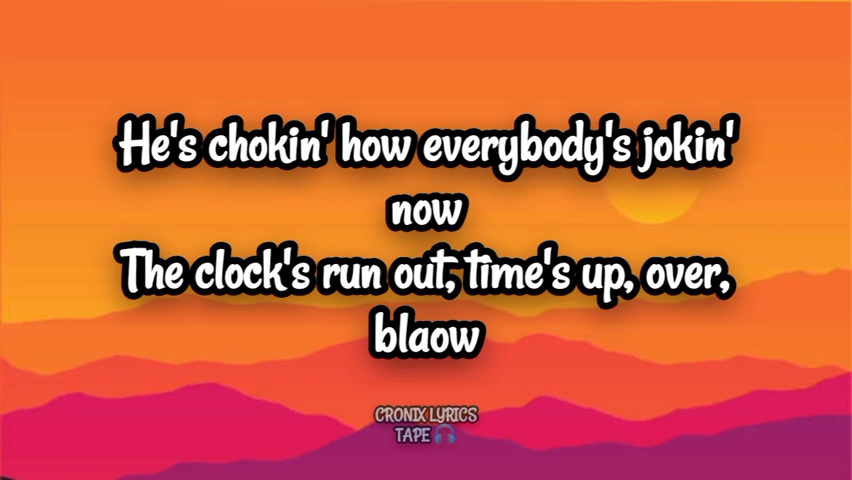 He's chokin' how everybody's jokin'
now
The clock's run out, time's up, over,
blaow
CRONIX LYRICS
TAPE🎧